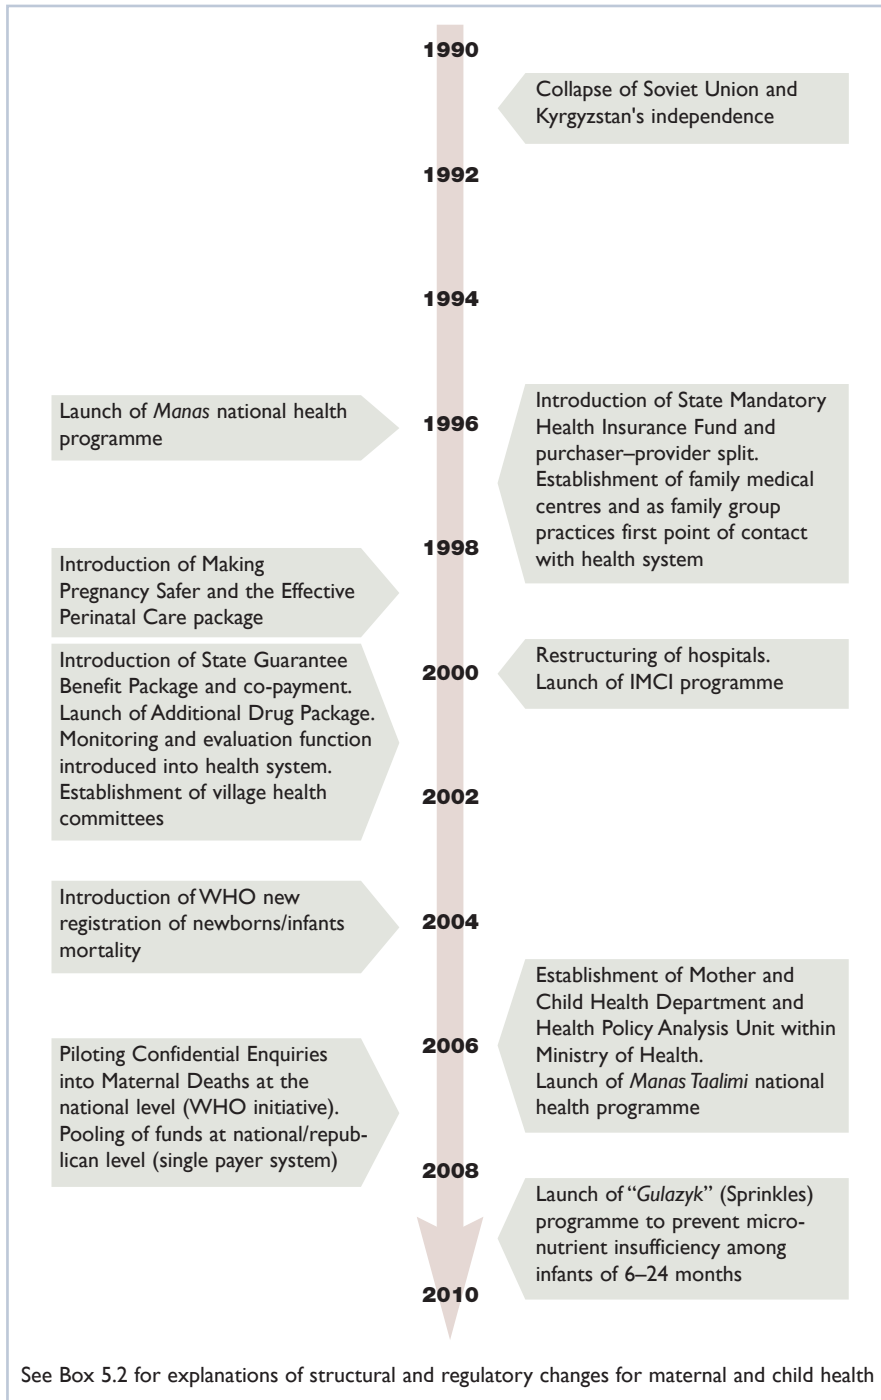 1990
Collapse of Soviet Union and
Kyrgyzstan's independence
1992
1994
Launch of Manas national health
programme
1996
Introduction of State Mandatory
Health Insurance Fund and
purchaser–provider split.
Establishment of family medical
centres and as family group
practices first point of contact
with health system
1998
Introduction of Making
Pregnancy Safer and the Effective
Perinatal Care package
2000
Restructuring of hospitals.
Launch of IMCI programme
Introduction of State Guarantee
Benefit Package and co-payment.
Launch of Additional Drug Package.
Monitoring and evaluation function
introduced into health system.
Establishment of village health
committees
2002
Introduction of WHO new
registration of newborns/infants
mortality
2004
Establishment of Mother and
Child Health Department and
Health Policy Analysis Unit within
Ministry of Health.
Launch of Manas Taalimi national
health programme
2006
Piloting Confidential Enquiries
into Maternal Deaths at the
national level (WHO initiative).
Pooling of funds at national/repub-
lican level (single payer system)
2008
Launch of “Gulazyk” (Sprinkles)
programme to prevent micro-
nutrient insufficiency among
infants of 6–24 months
2010
See Box 5.2 for explanations of structural and regulatory changes for maternal and child health